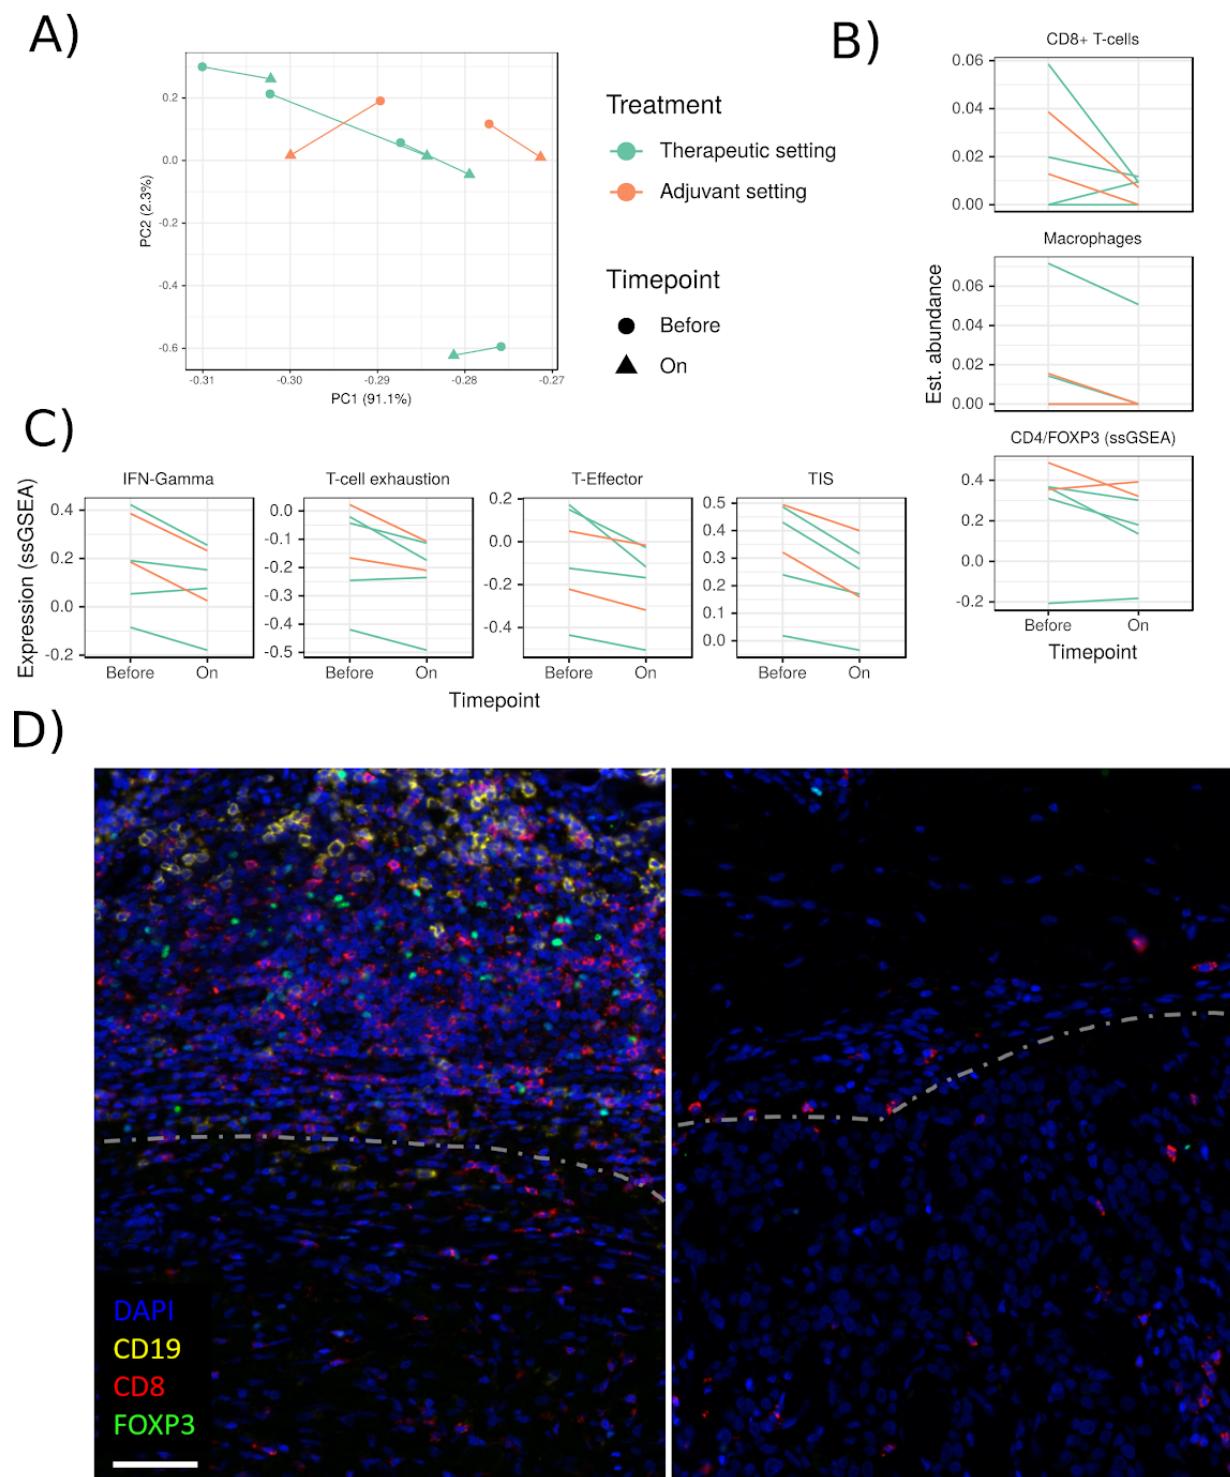 A)
0.2
0.0
-0.2
-0.4
-0.6
PC2 (2.3%)
-0.31
-0.30
-0.29
-0.28
-0.27
PC1 (91.1%)
Treatment
Therapeutic setting
Adjuvant setting
Timepoint
Before
On
B)
CD8+ T-cells
0.06
0.04
0.02
0.00
Macrophages
0.06
0.04
0.02
0.00
Est. abundance
CD4/FOXP3 (ssGSEA)
0.4
0.2
0.0
-0.2
Before
On
Timepoint
C)
Expression (ssGSEA)
IFN-Gamma
0.4
0.2
0.0
-0.2
Before
On
T-cell exhaustion
0.0
-0.1
-0.2
-0.3
-0.4
-0.5
Before
On
T-Effector
0.2
0.0
-0.2
-0.4
Before
On
TIS
0.5
0.4
0.3
0.2
0.1
0.0
Before
On
Timepoint
D)
DAPI
CD19
CD8
FOXP3